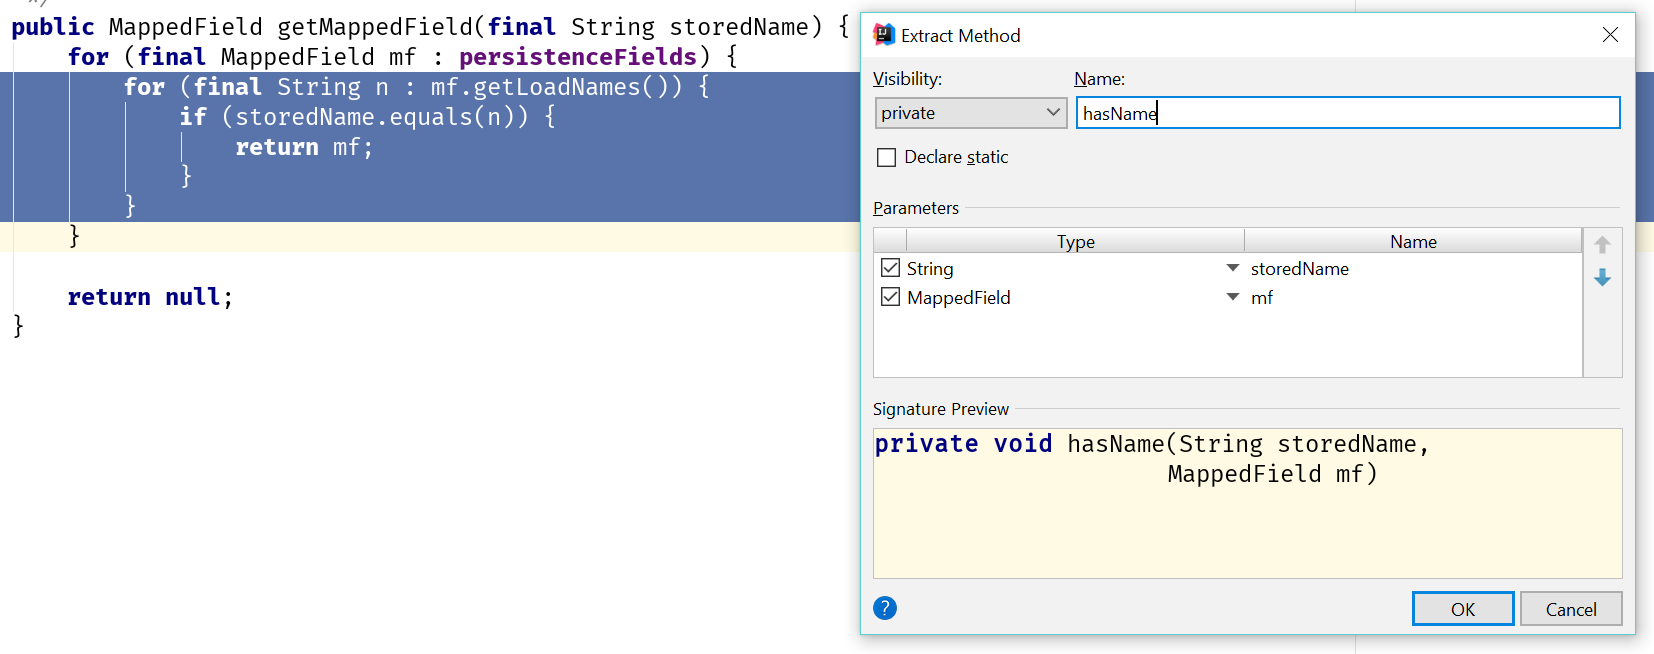 */
public MappedField getMappedField(final String storedName) {
    for (final MappedField mf : persistenceFields) {
        for (final String n : mf.getLoadNames()) {
            if (storedName.equals(n)) {
                return mf;
            }
        }
    }

    return null;
}
Extract Method
Visibility:
Name:
private
hasName
Declare static
Parameters
Type Name
String storedName
MappedField mf
Signature Preview
private void hasName(String storedName,
                     MappedField mf)
?
OK
Cancel